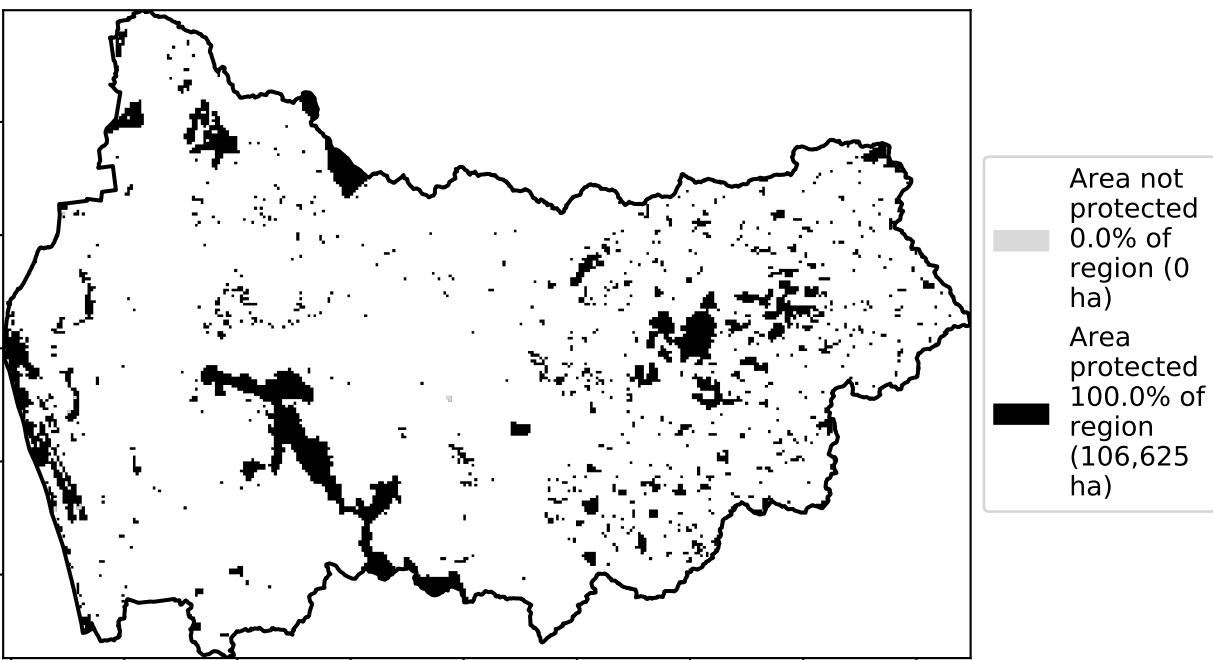 Area not
protected
0.0% of
region (0
ha)
Area
protected
100.0% of
region
(106,625
ha)